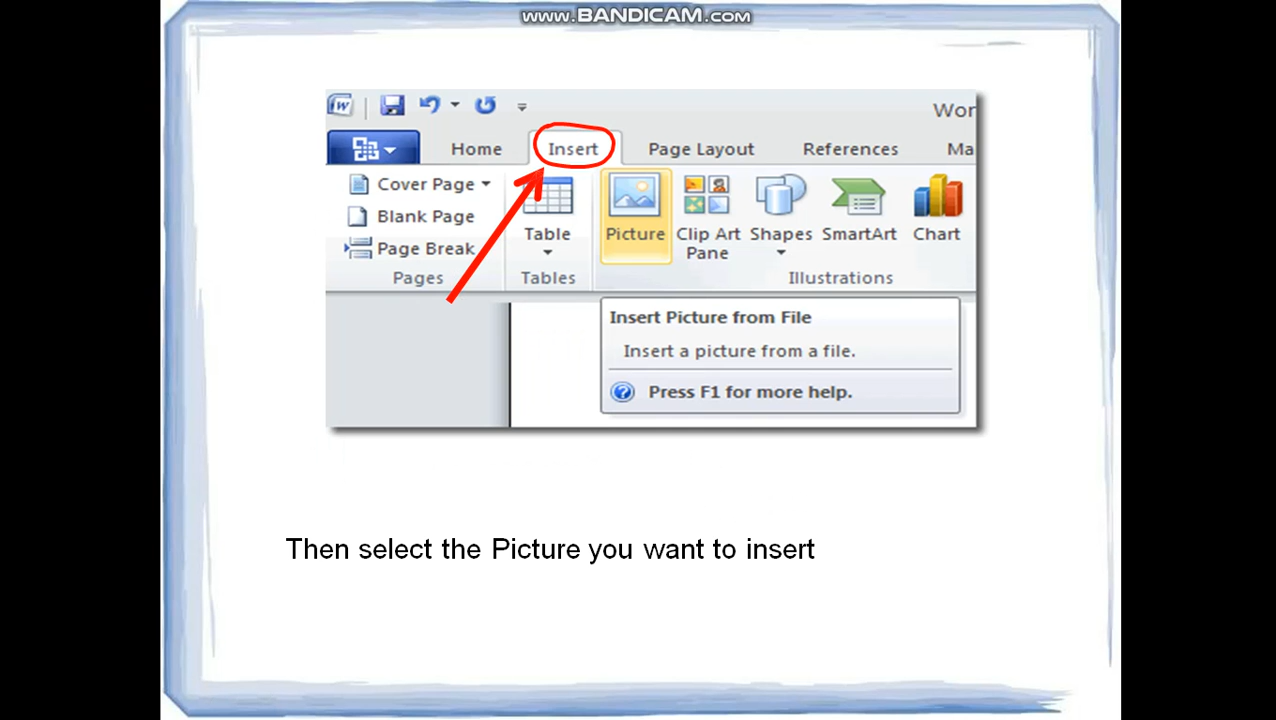 www.BANDICAM.com
Wor
Home Insert Page Layout References Ma
Cover Page
Blank Page
Page Break
Table
Picture
Clip Art
Pane
Shapes
SmartArt
Chart
Pages
Tables
Illustrations
Insert Picture from File
Insert a picture from a file.
Press F1 for more help.
Then select the Picture you want to insert